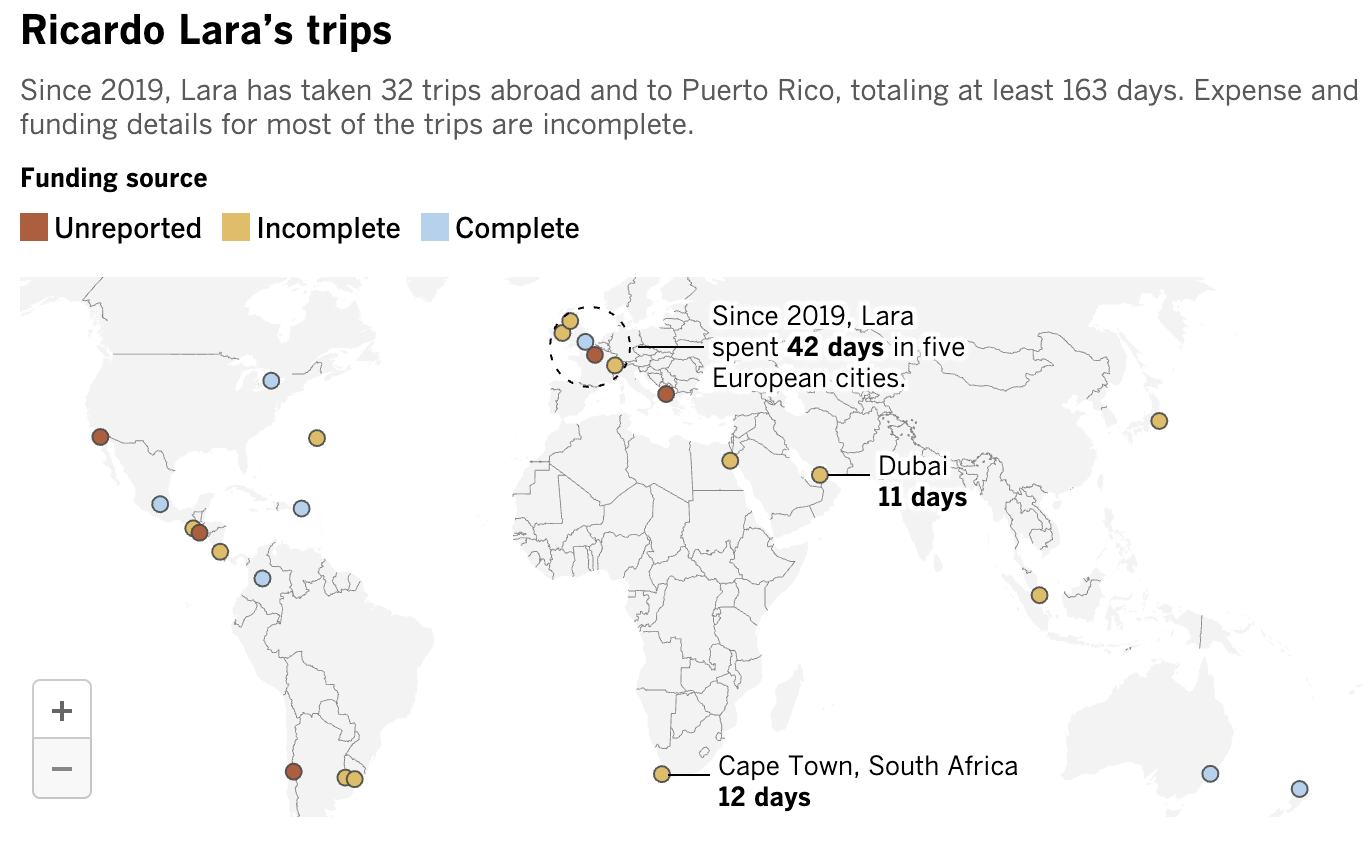 Ricardo Lara’s trips
Since 2019, Lara has taken 32 trips abroad and to Puerto Rico, totaling at least 163 days. Expense and
funding details for most of the trips are incomplete.
Funding source
Unreported Incomplete Complete
Since 2019, Lara
spent 42 days in five
European cities.
Dubai
11 days
Cape Town, South Africa
12 days
+
−